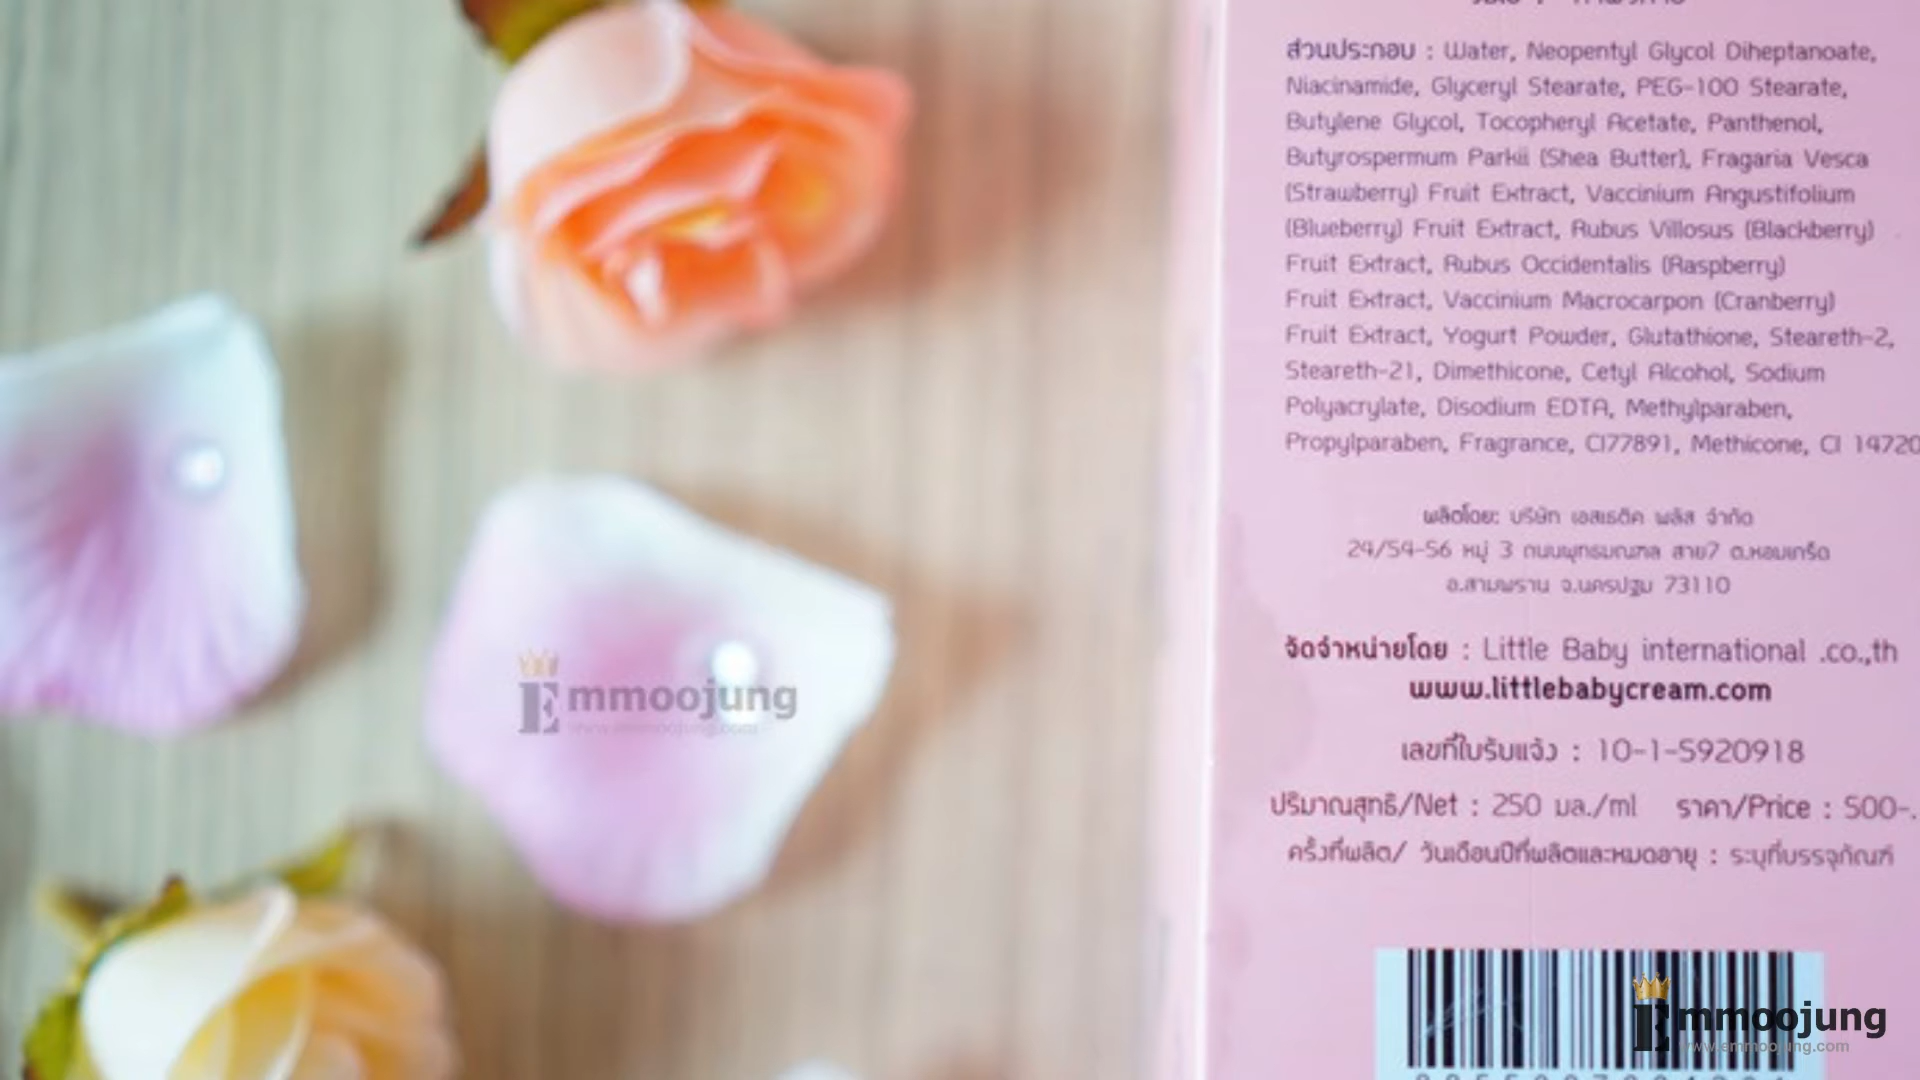 ส่วนประกอบ : Water, Neopentyl Glycol Diheptanoate,
Niacinamide, Glyceryl Stearate, PEG-100 Stearate,
Butylene Glycol, Tocopheryl Acetate, Panthenol,
Butyrospermum Parkii (Shea Butter), Fragaria Vesca
(Strawberry) Fruit Extract, Vaccinium Angustifolium
(Blueberry) Fruit Extract, Rubus Villosus (Blackberry)
Fruit Extract, Rubus Occidentalis (Raspberry)
Fruit Extract, Vaccinium Macrocarpon (Cranberry)
Fruit Extract, Yogurt Powder, Glutathione, Steareth-2,
Steareth-21, Dimethicone, Cetyl Alcohol, Sodium
Polyacrylate, Disodium EDTA, Methylparaben,
Propylparaben, Fragrance, CI77891, Methicone, CI 14720
ผลิตโดย: บริษัท เอสเธติค พลัส จำกัด
24/54-56 หมู่ 3 ถนนพุทธมณฑล สาย7 ต.หอมเกร็ด
อ.สามพราน จ.นครปฐม 73110
จัดจำหน่ายโดย : Little Baby international .co.,th
www.littlebabycream.com
เลขที่ใบรับแจ้ง : 10-1-5920918
ปริมาณสุทธิ/Net : 250 มล./ml ราคา/Price : 500-.
ครั้งที่ผลิต/ วันเดือนปีที่ผลิตและหมดอายุ : ระบุที่บรรจุภัณฑ์
Emmoojung
www.emmoojung.com
Emmoojung
www.emmoojung.com